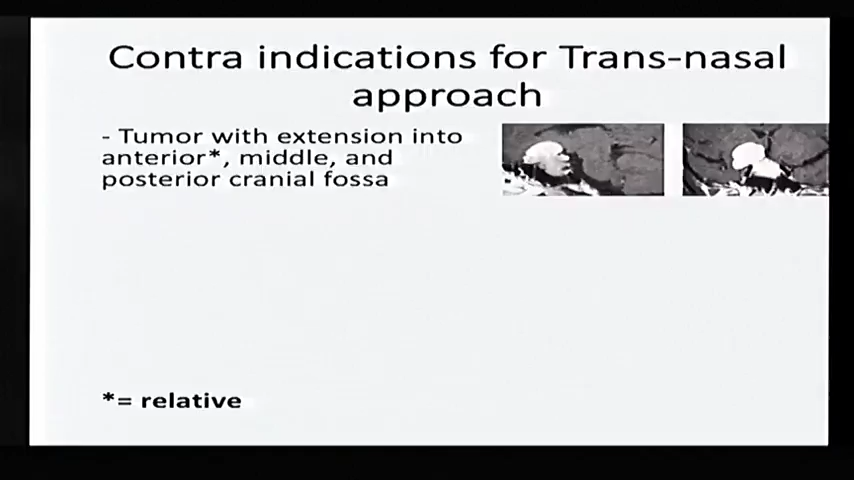 Contra indications for Trans-nasal
approach
- Tumor with extension into
anterior*, middle, and
posterior cranial fossa
*= relative